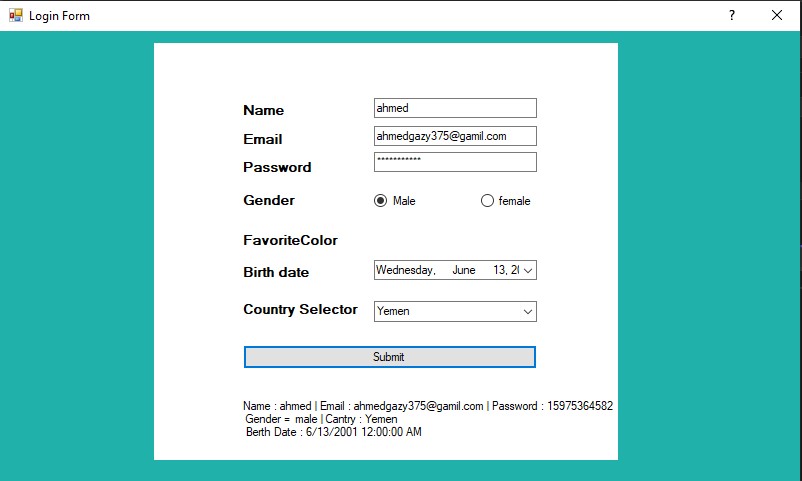 Login Form ?
Name ahmed
Email ahmedgazy375@gamil.com
Password ***********
Gender Male female
FavoriteColor
Birth date Wednesday, June 13, 20
Country Selector Yemen
Submit
Name : ahmed | Email : ahmedgazy375@gamil.com | Password : 15975364582
Gender = male | Cantry : Yemen
Berth Date : 6/13/2001 12:00:00 AM